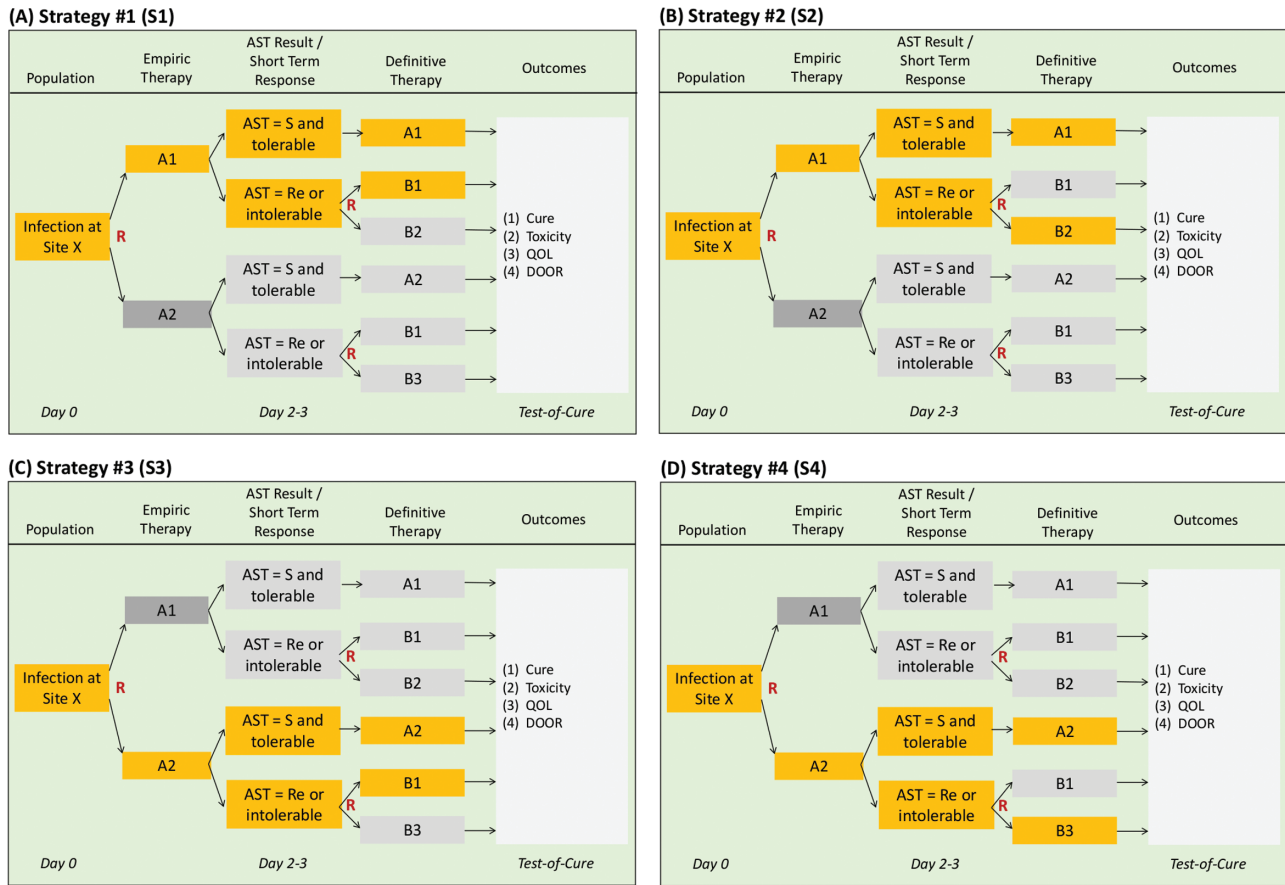 (A) Strategy #1 (S1)
Population
Empiric
Therapy
AST Result /
Short Term
Response
Definitive
Therapy
Outcomes
Infection at
Site X
R
A1
A2
AST = S and
tolerable
AST = Re or
intolerable
R
AST = S and
tolerable
AST = Re or
intolerable
R
A1
B1
B2
A2
B1
B3
(1) Cure
(2) Toxicity
(3) QOL
(4) DOOR
Day 0
Day 2-3
Test-of-Cure
(B) Strategy #2 (S2)
Population
Empiric
Therapy
AST Result /
Short Term
Response
Definitive
Therapy
Outcomes
Infection at
Site X
R
A1
A2
AST = S and
tolerable
AST = Re or
intolerable
R
AST = S and
tolerable
AST = Re or
intolerable
R
A1
B1
B2
A2
B1
B3
(1) Cure
(2) Toxicity
(3) QOL
(4) DOOR
Day 0
Day 2-3
Test-of-Cure
(C) Strategy #3 (S3)
Population
Empiric
Therapy
AST Result /
Short Term
Response
Definitive
Therapy
Outcomes
Infection at
Site X
R
A1
A2
AST = S and
tolerable
AST = Re or
intolerable
R
AST = S and
tolerable
AST = Re or
intolerable
R
A1
B1
B2
A2
B1
B3
(1) Cure
(2) Toxicity
(3) QOL
(4) DOOR
Day 0
Day 2-3
Test-of-Cure
(D) Strategy #4 (S4)
Population
Empiric
Therapy
AST Result /
Short Term
Response
Definitive
Therapy
Outcomes
Infection at
Site X
R
A1
A2
AST = S and
tolerable
AST = Re or
intolerable
R
AST = S and
tolerable
AST = Re or
intolerable
R
A1
B1
B2
A2
B1
B3
(1) Cure
(2) Toxicity
(3) QOL
(4) DOOR
Day 0
Day 2-3
Test-of-Cure